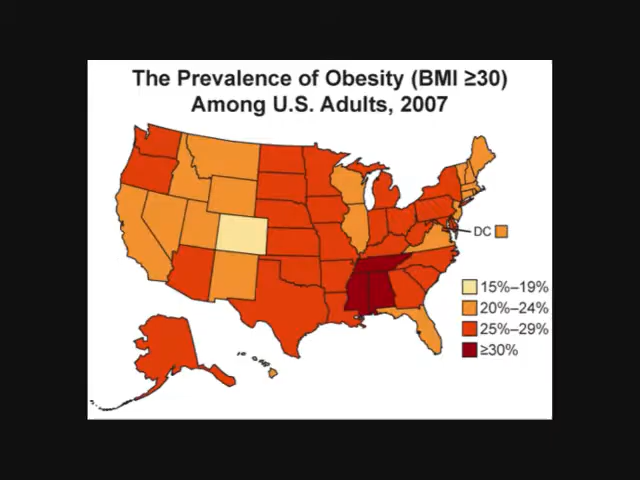 The Prevalence of Obesity (BMI ≥30)
Among U.S. Adults, 2007
DC
15%–19%
20%–24%
25%–29%
≥30%